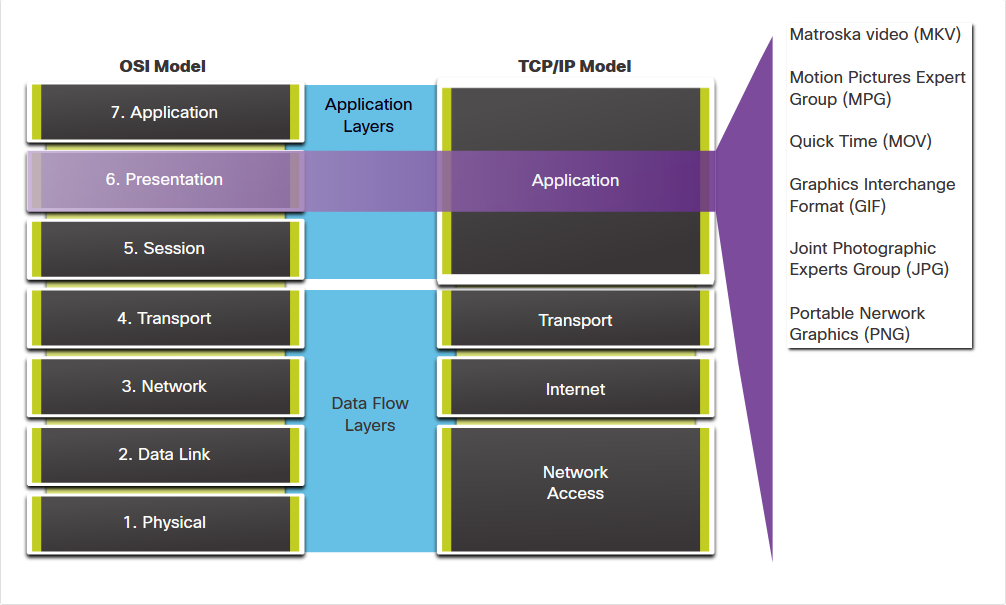 OSI Model
7. Application
6. Presentation
5. Session
4. Transport
3. Network
2. Data Link
1. Physical
Application
Layers
Data Flow
Layers
TCP/IP Model
Application
Transport
Internet
Network
Access
Matroska video (MKV)
Motion Pictures Expert
Group (MPG)
Quick Time (MOV)
Graphics Interchange
Format (GIF)
Joint Photographic
Experts Group (JPG)
Portable Nerwork
Graphics (PNG)